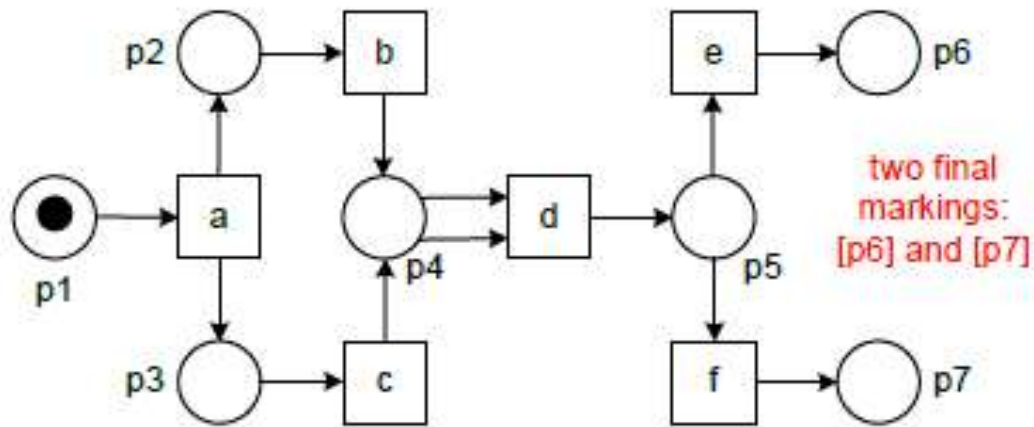 p2
b
e
p6
two final
markings:
[p6] and [p7]
a
d
p1
p4
p5
p3
c
f
p7